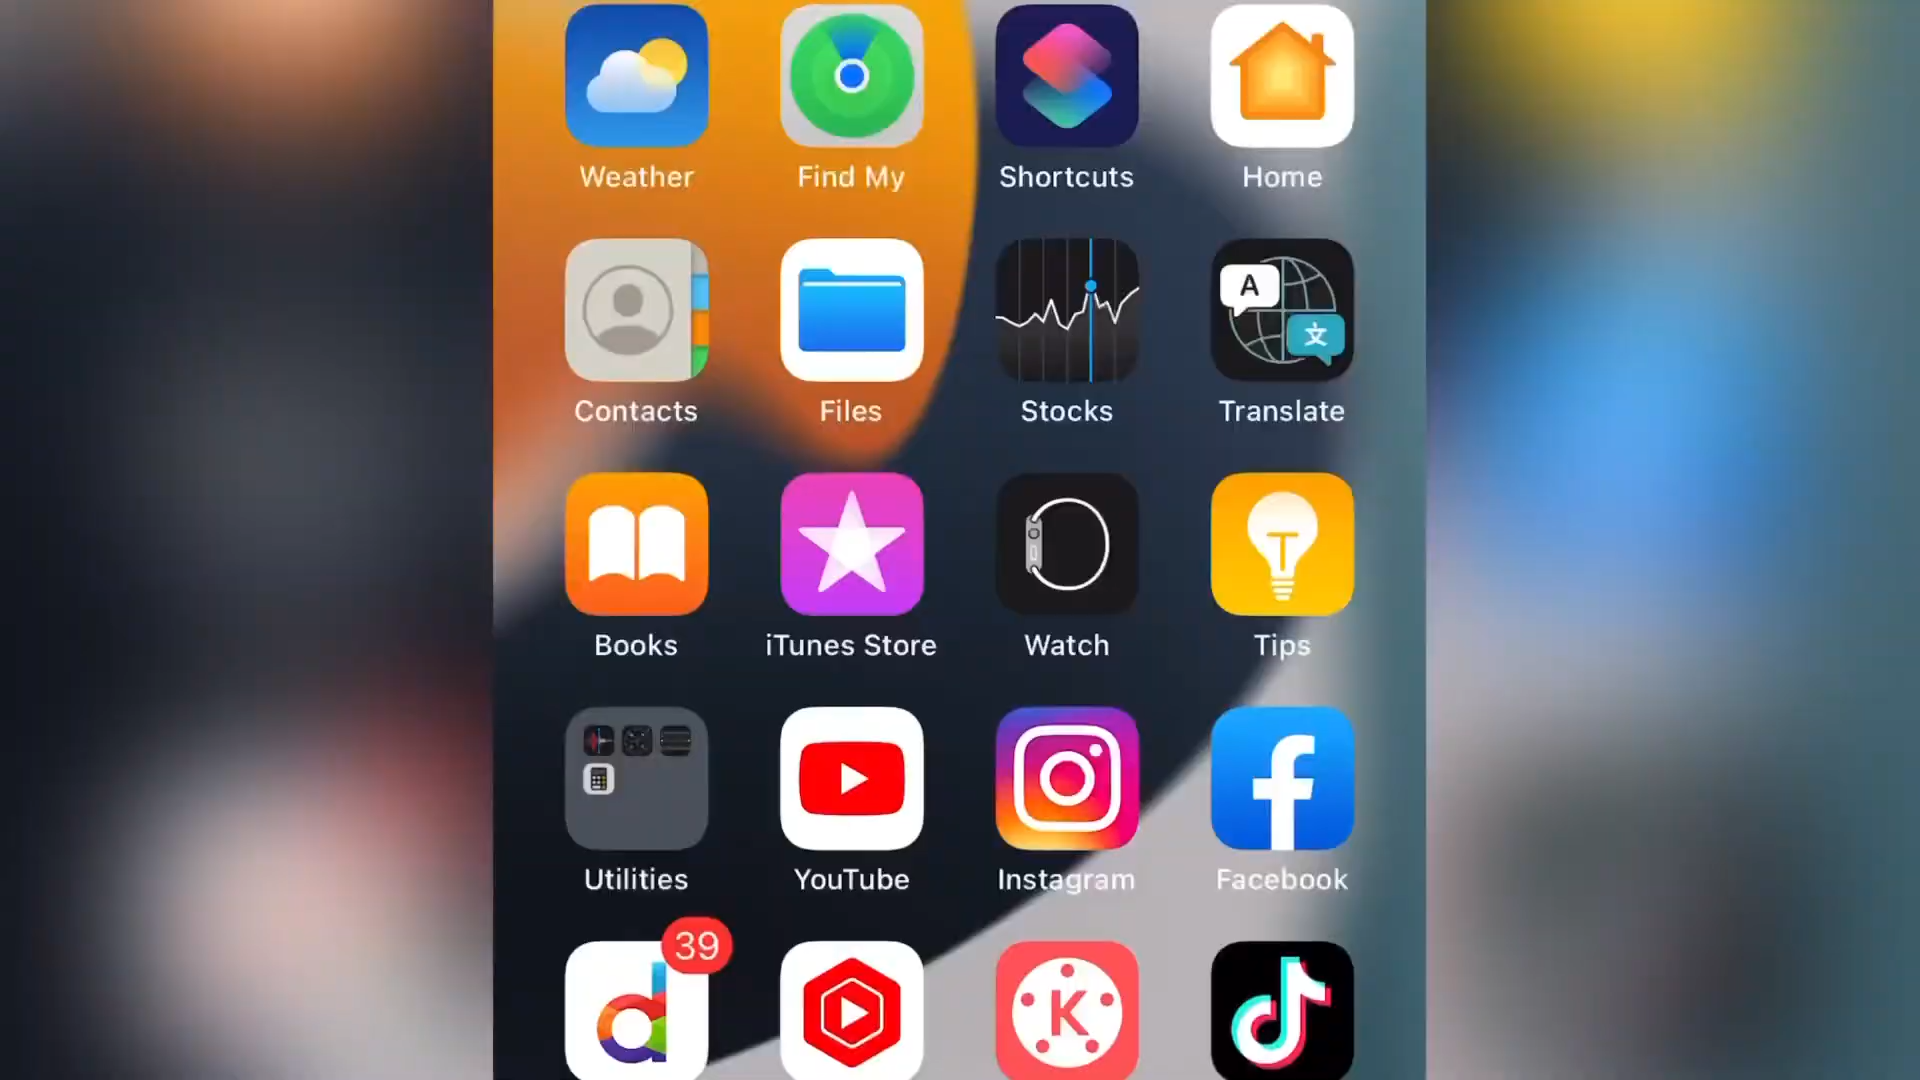 Weather Find My Shortcuts Home
A 文
Contacts Files Stocks Translate
Books iTunes Store Watch Tips
Utilities YouTube Instagram Facebook
39
K